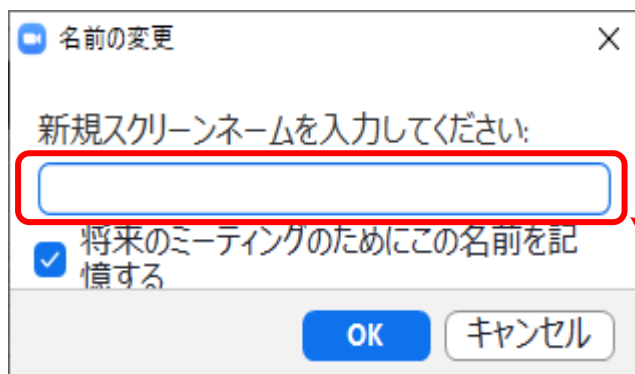 名前の変更
新規スクリーンネームを入力してください:
将来のミーティングのためにこの名前を記
憶する
OK
キャンセル